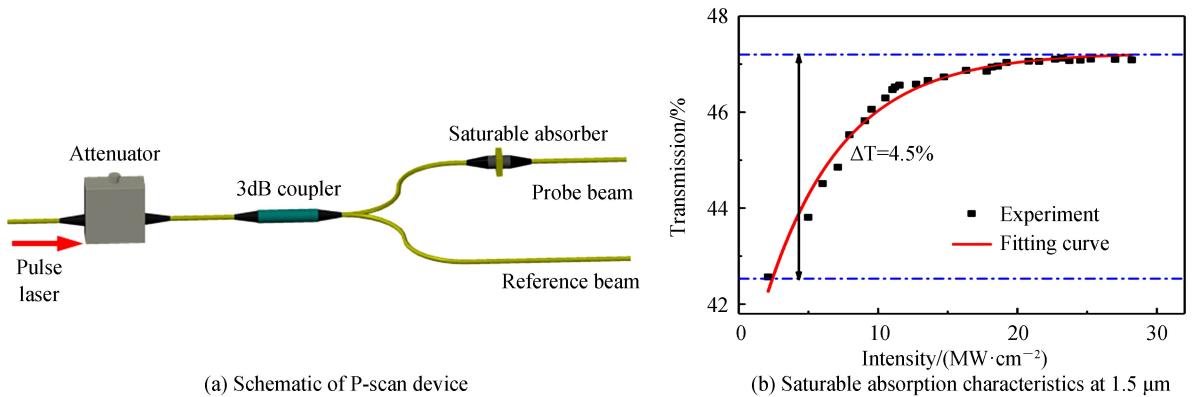 Attenuator
3dB coupler
Saturable absorber
Probe beam
Pulse
laser
Reference beam
(a) Schematic of P-scan device
Transmission/%
48
46
44
42
ΔT=4.5%
Experiment
Fitting curve
0
10
20
30
Intensity/(MW·cm⁻²)
(b) Saturable absorption characteristics at 1.5 μm